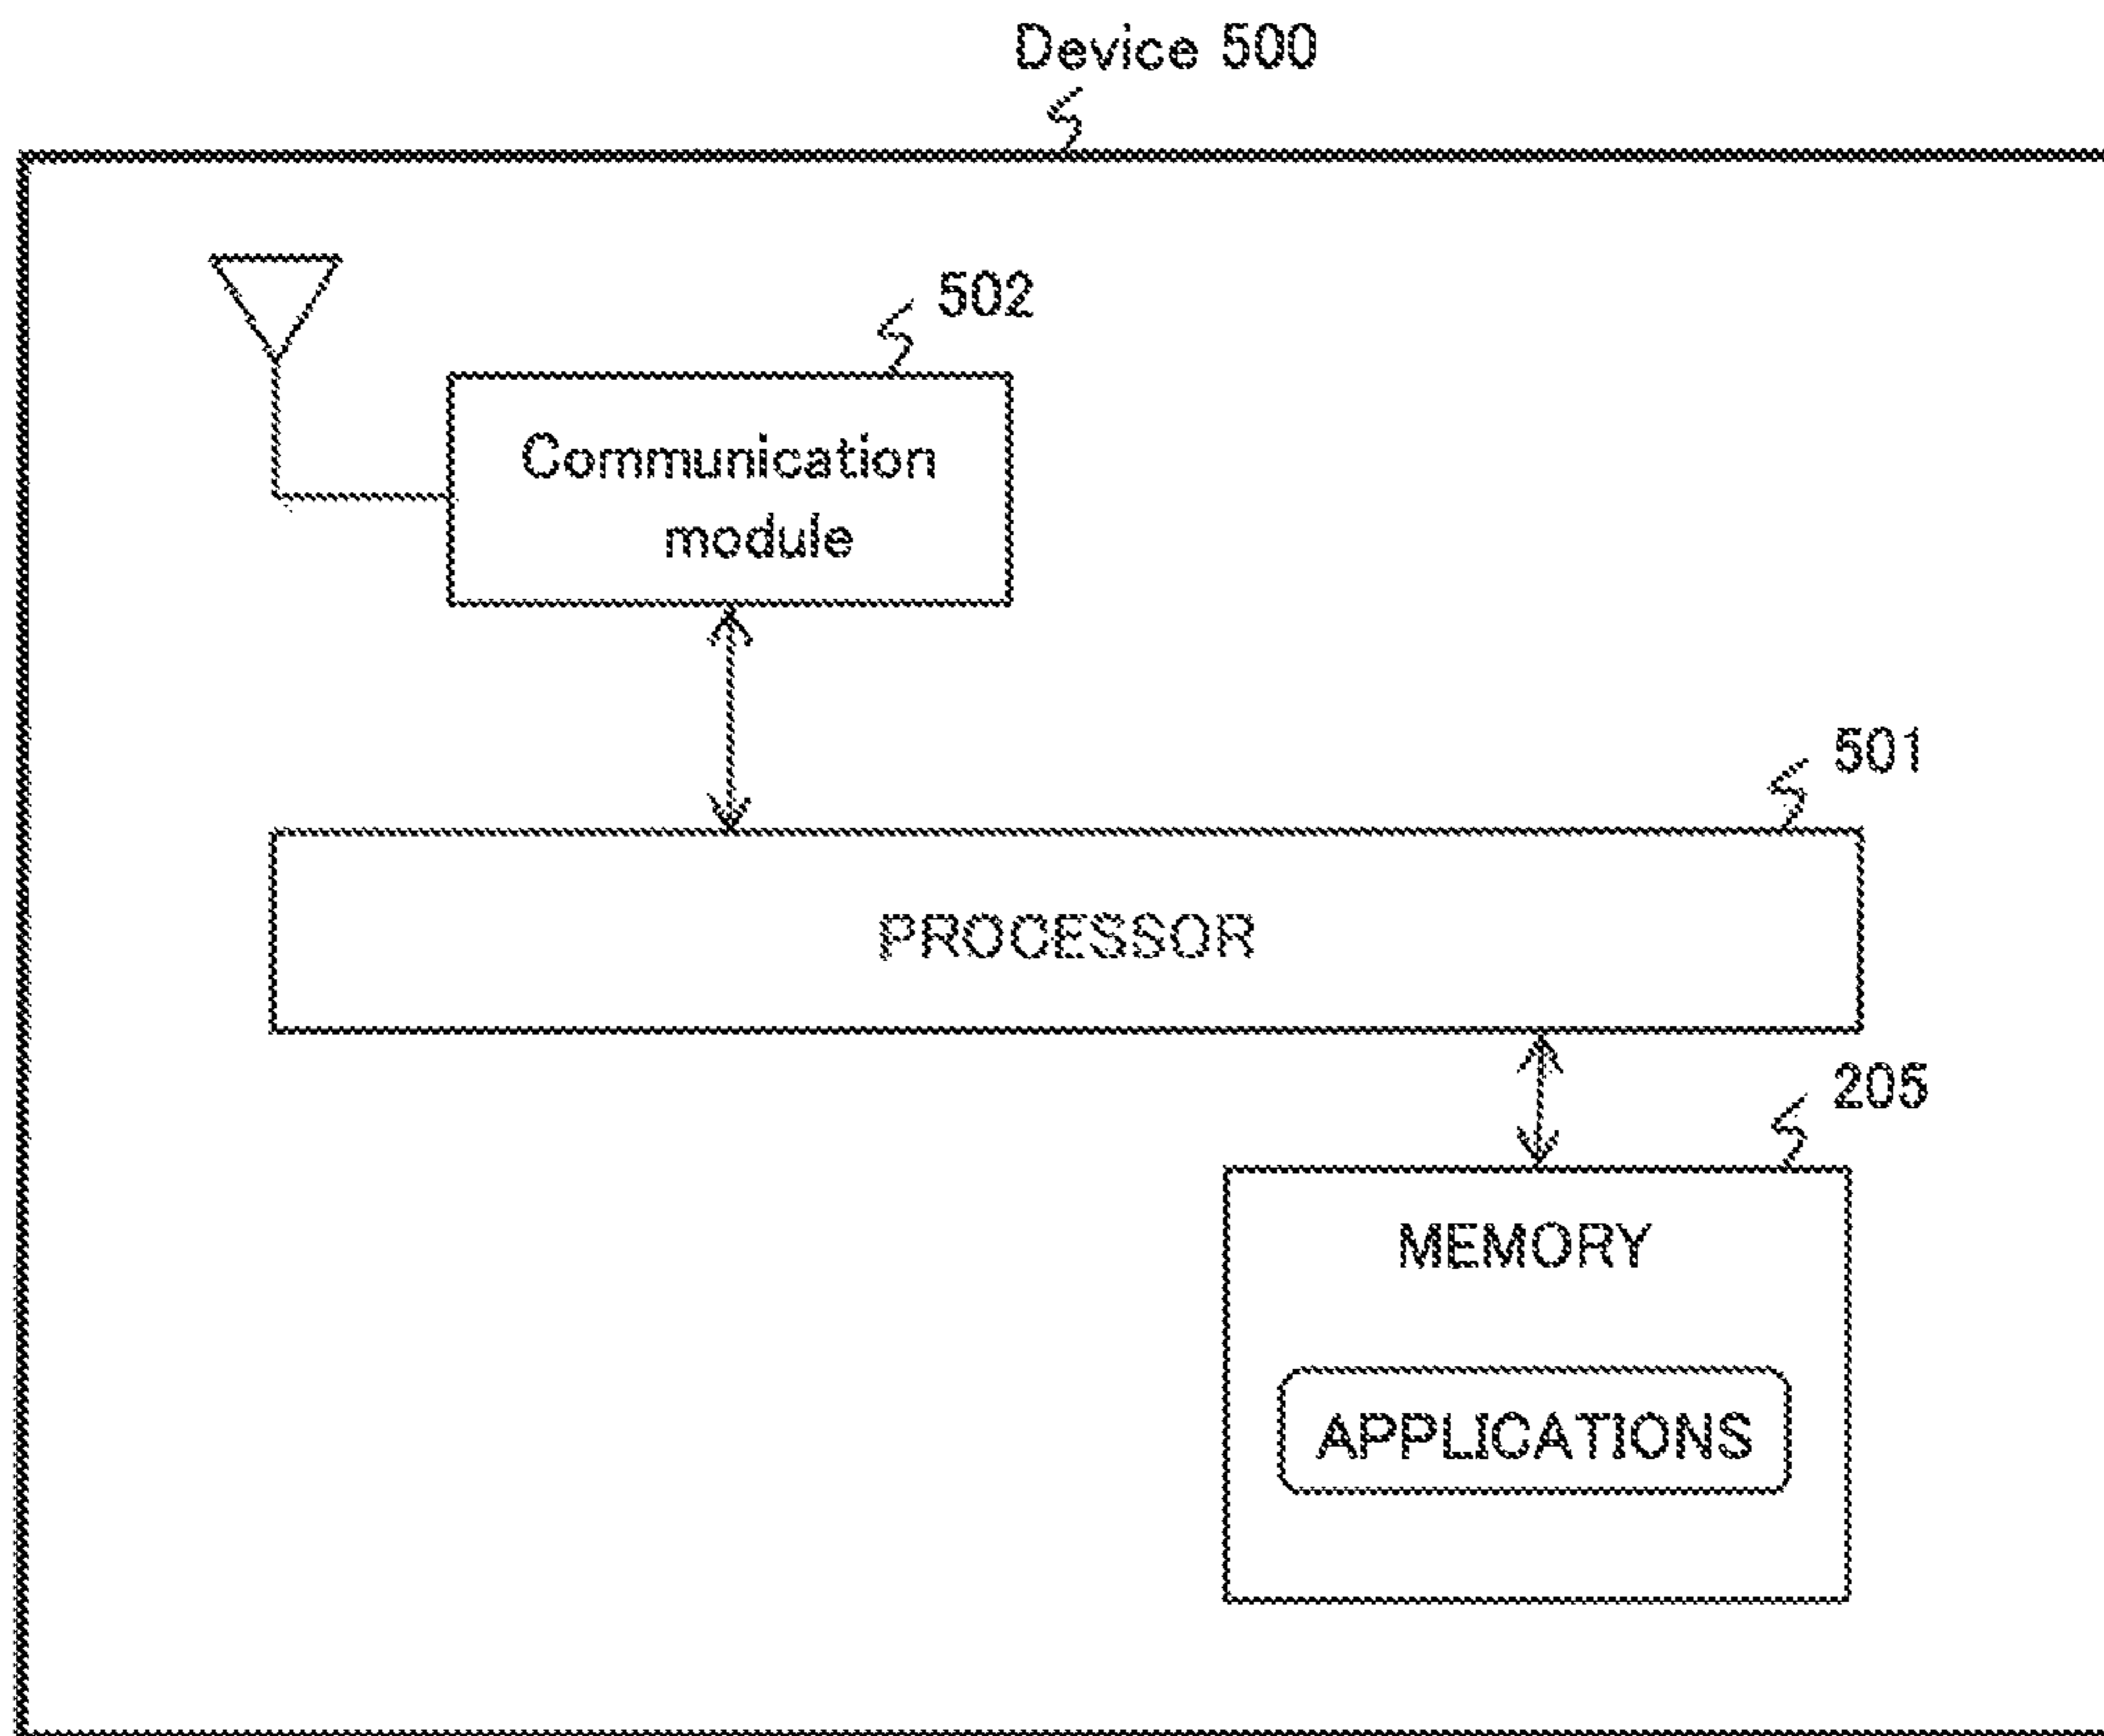 Device 500
502
Communication
module
501
PROCESSOR
205
MEMORY
APPLICATIONS